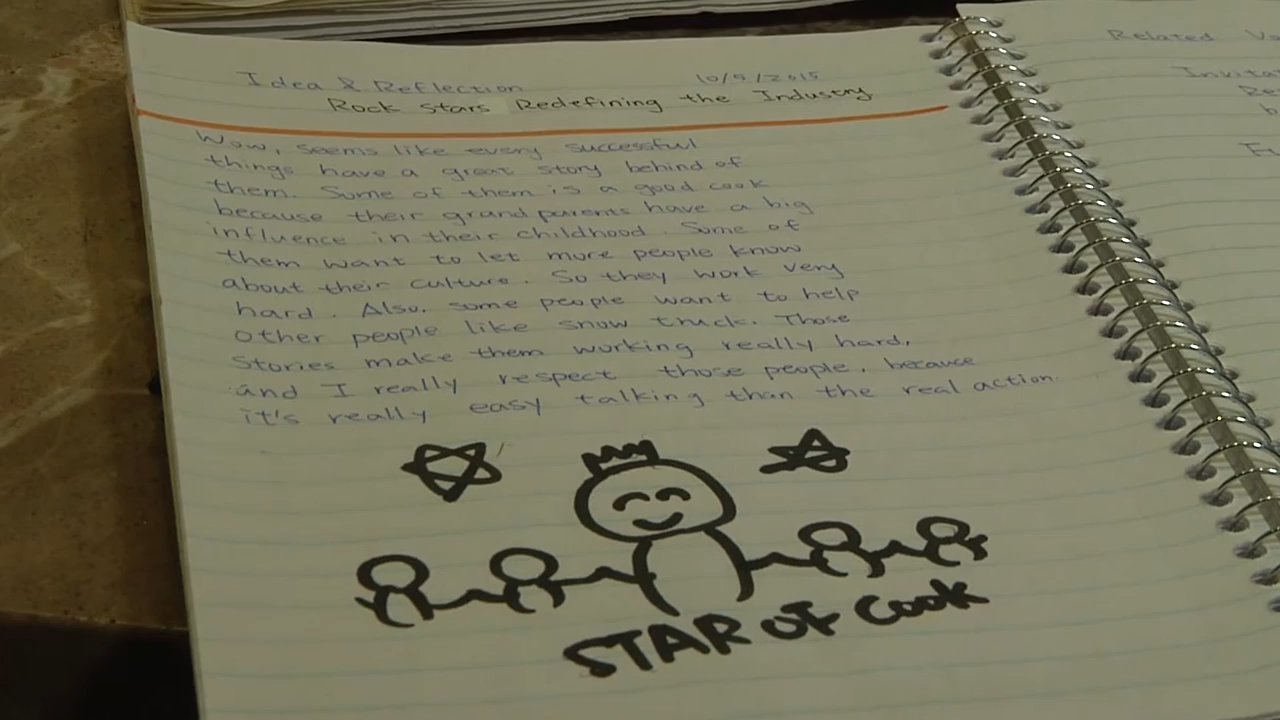 Idea & Reflection 10/5/2015
Rock Stars Redefining the Industry
Wow, seems like every successful
things have a great story behind of
them. Some of them is a good cook
because their grandparents have a big
influence in their childhood. Some of
them want to let more people know
about their culture. So they work very
hard. Also, some people want to help
other people like snow truck. Those
stories make them working really hard,
and I really respect those people, because
it's really easy talking than the real action.
STAR OF COOK
Related